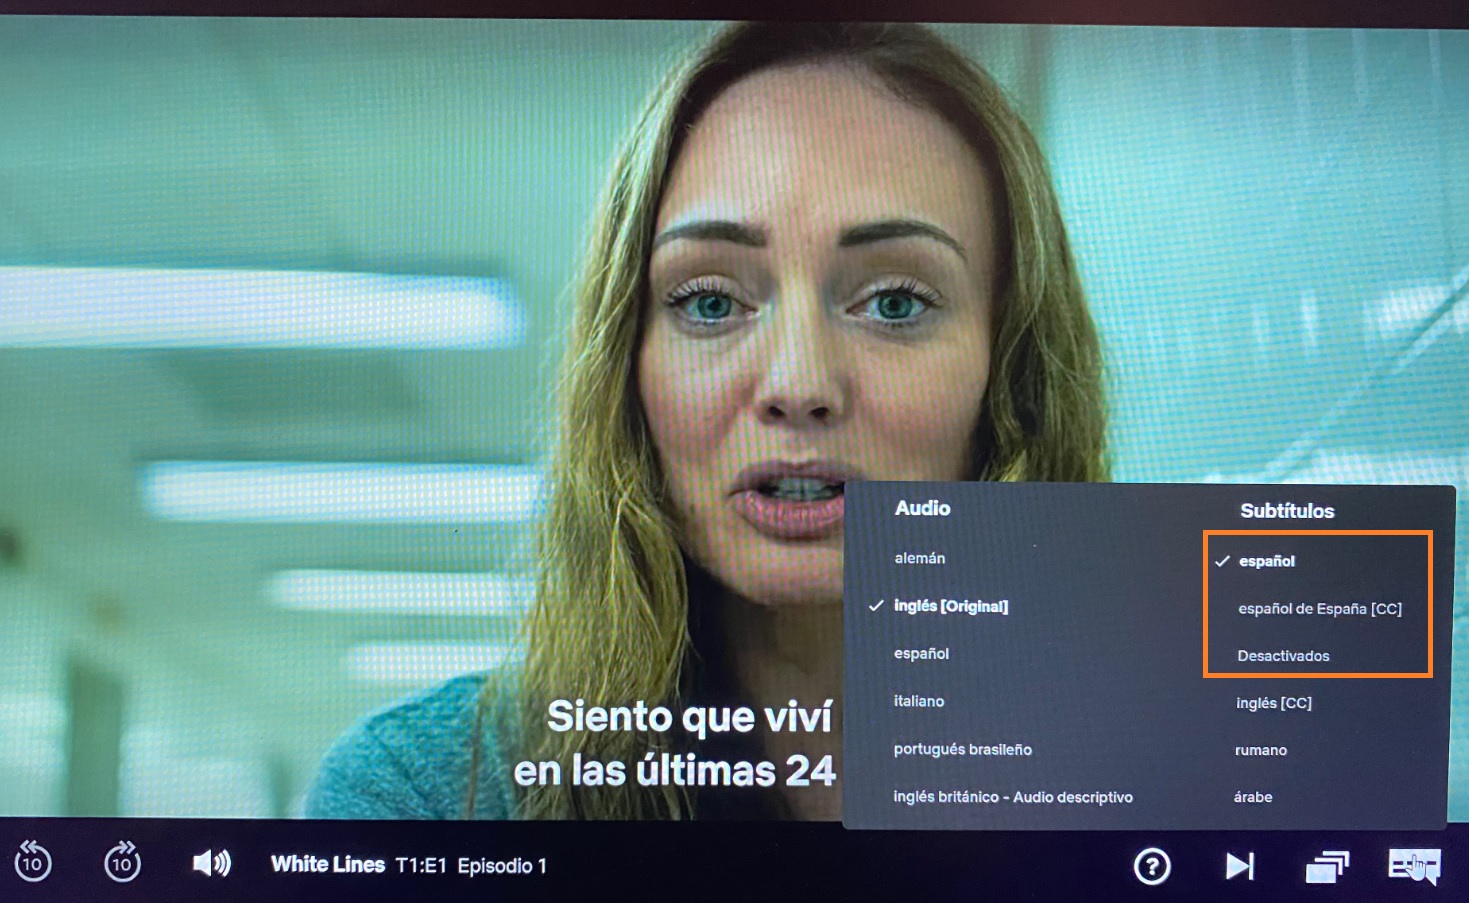 Siento que viví
en las últimas 24
Audio
alemán
inglés [Original]
español
italiano
portugués brasileño
inglés británico - Audio descriptivo
Subtítulos
español
español de España [CC]
Desactivados
inglés [CC]
rumano
árabe
10
10
White Lines T1:E1 Episodio 1
?